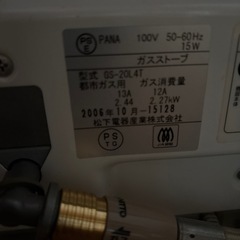 PS E PANA 100V 50-60Hz
15W
ガスストーブ
型式 GS-20L4T
都市ガス用 ガス消費量
13A 12A
2.44 2.27kW
2006年10月-15128
松下電器産業株式会社
PS
TG